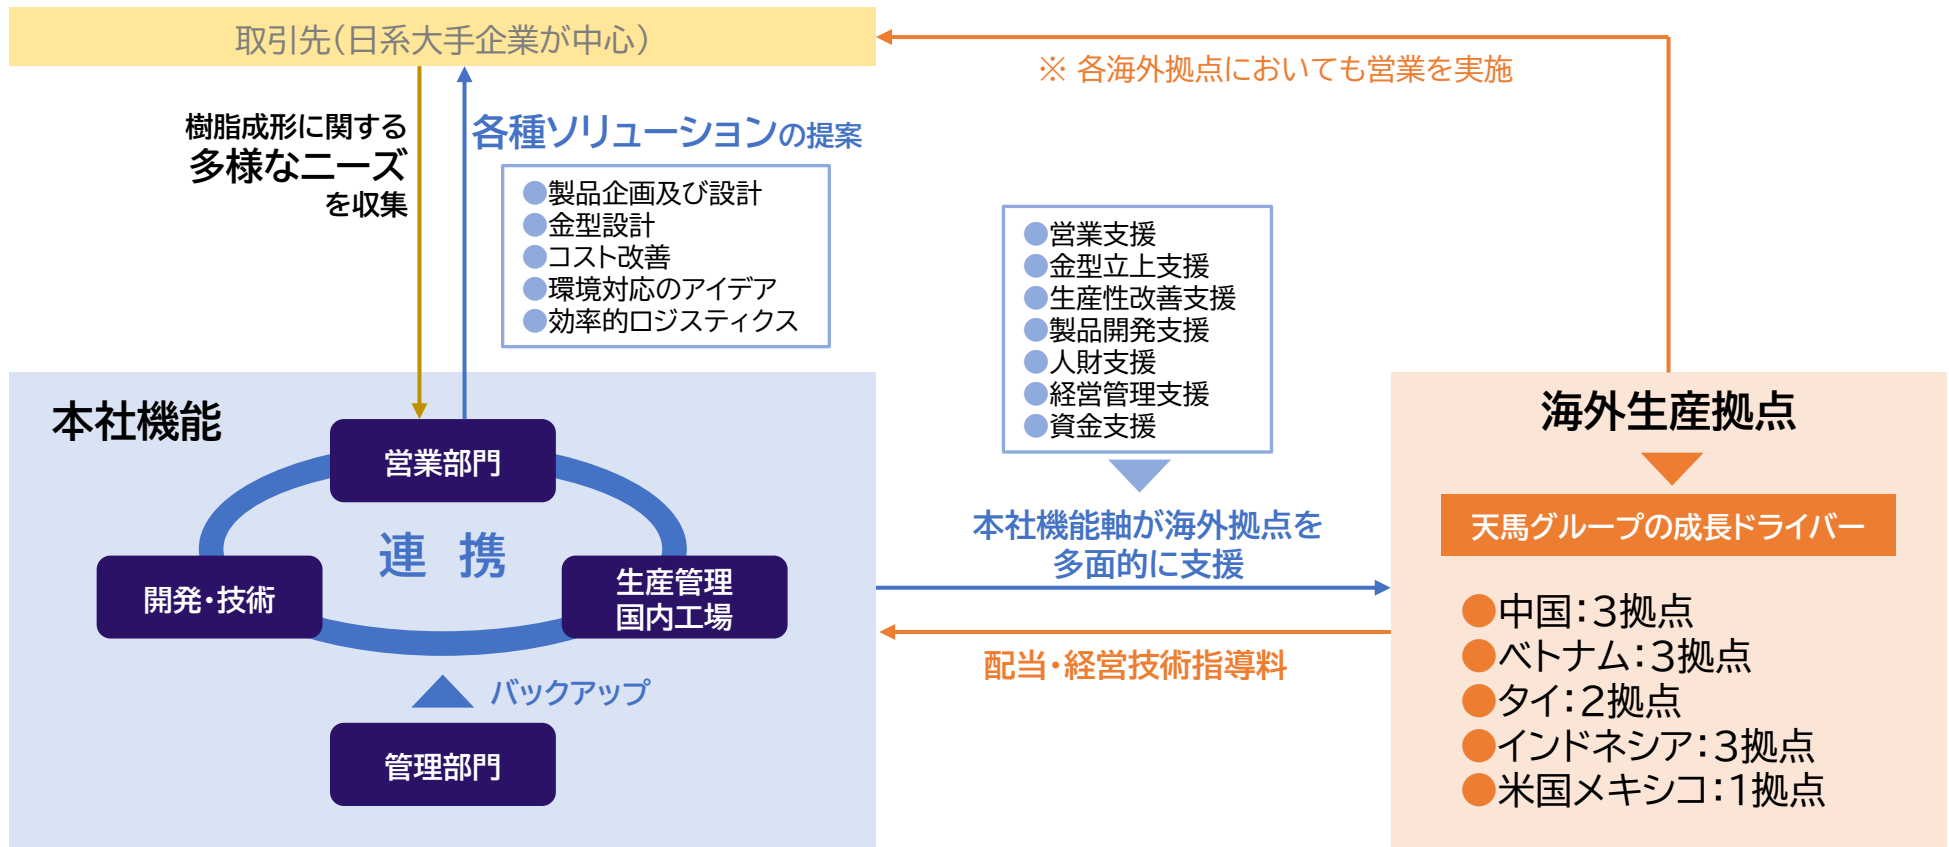 取引先（日系大手企業が中心）
※ 各海外拠点においても営業を実施
樹脂成形に関する
多様なニーズ
を収集
各種ソリューションの提案
●製品企画及び設計
●金型設計
●コスト改善
●環境対応のアイデア
●効率的ロジスティクス
●営業支援
●金型立上支援
●生産性改善支援
●製品開発支援
●人財支援
●経営管理支援
●資金支援
本社機能
営業部門
連 携
開発・技術
生産管理
国内工場
バックアップ
管理部門
本社機能軸が海外拠点を
多面的に支援
配当・経営技術指導料
海外生産拠点
天馬グループの成長ドライバー
●中国：3拠点
●ベトナム：3拠点
●タイ：2拠点
●インドネシア：3拠点
●米国メキシコ：1拠点